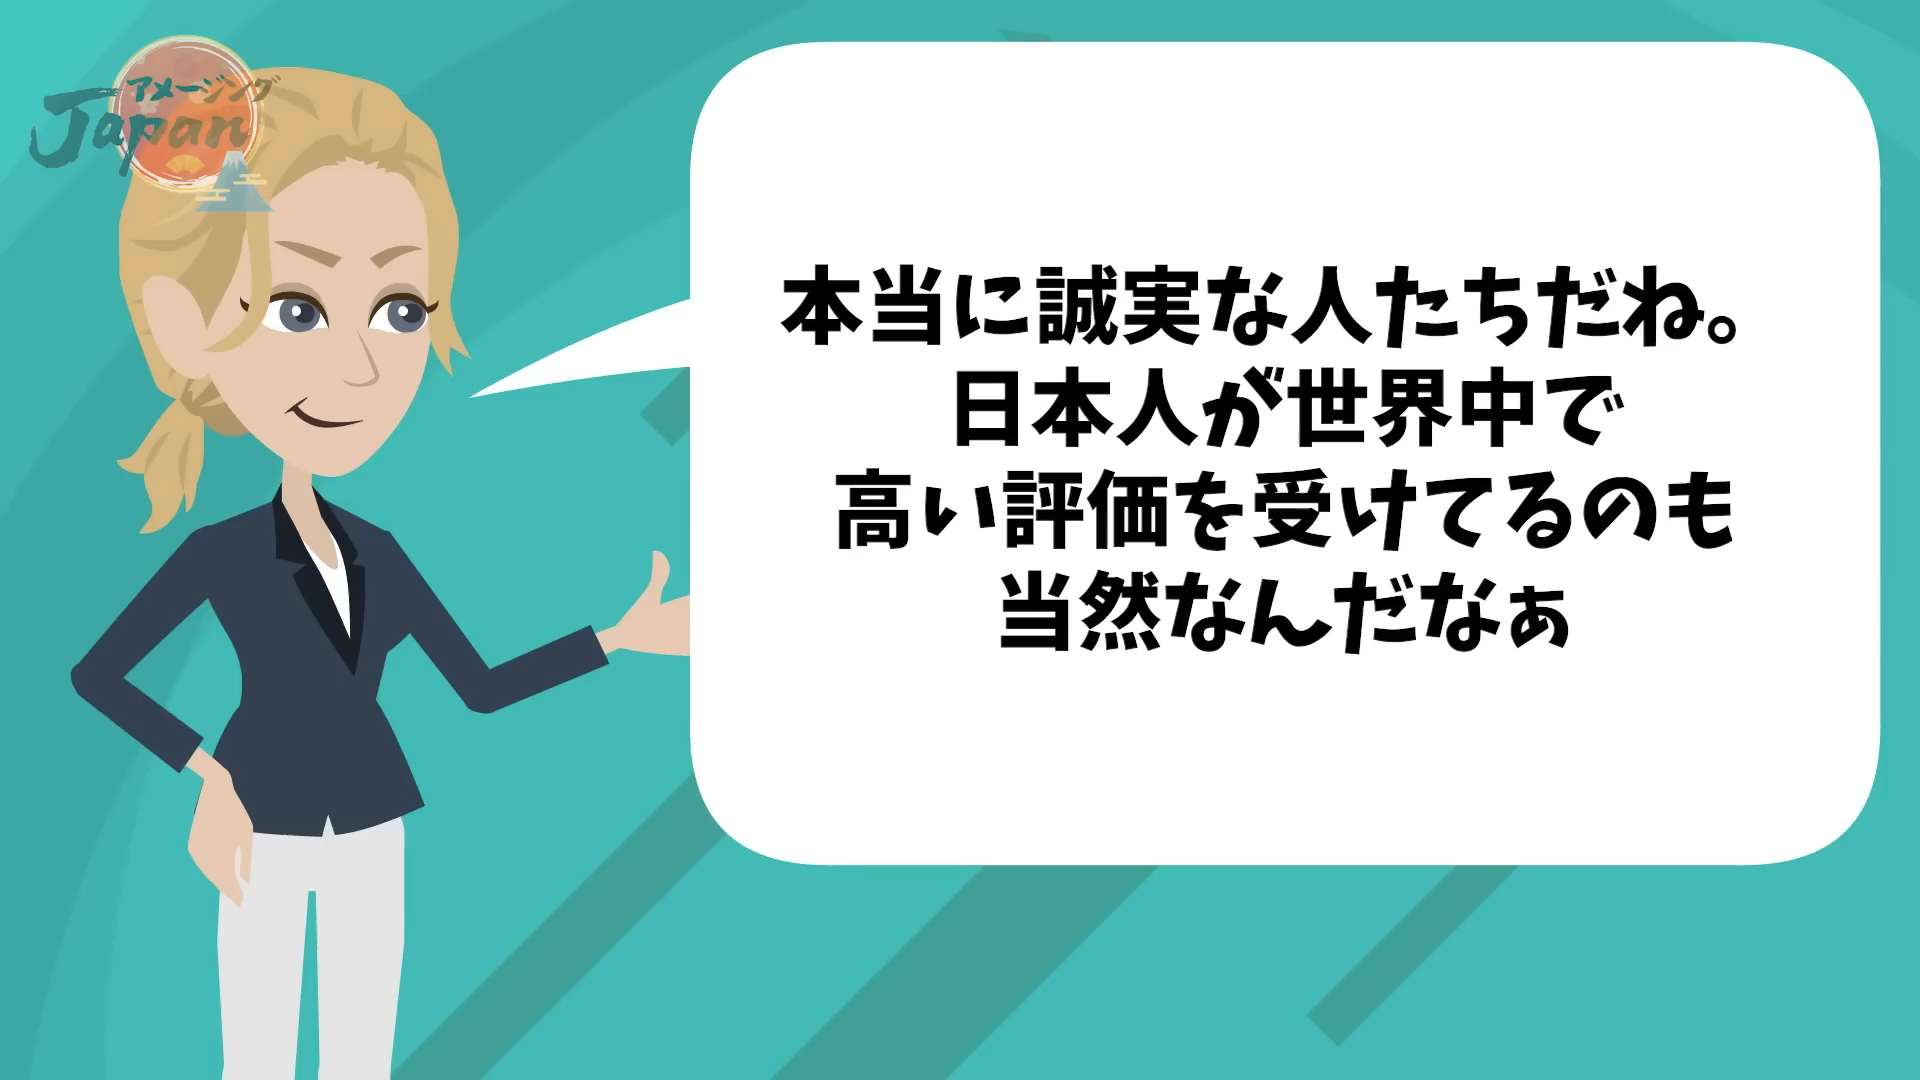 アメージング
Japan
本当に誠実な人たちだね。
日本人が世界中で
高い評価を受けてるのも
当然なんだなぁ